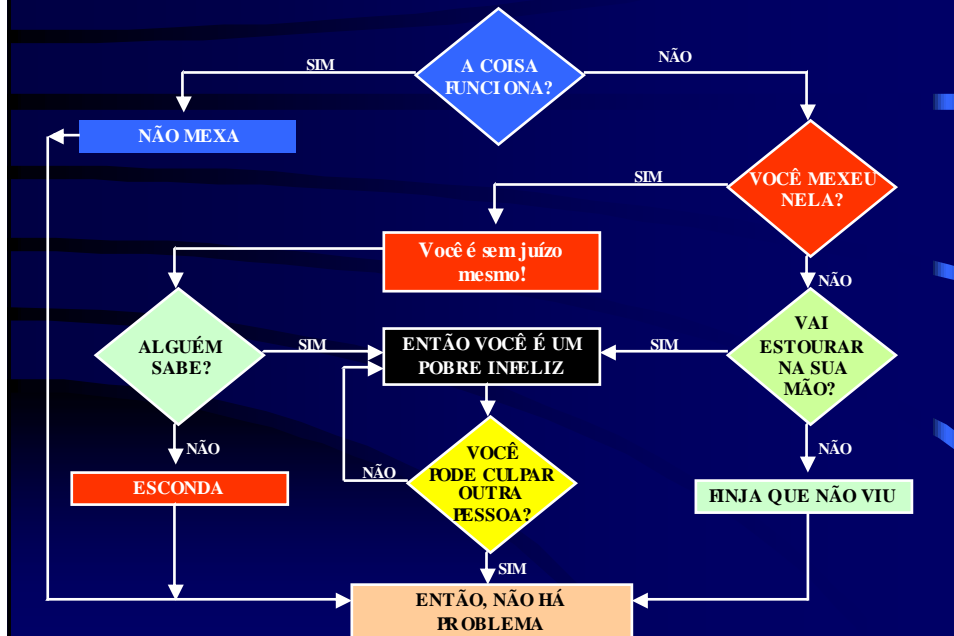 A COISA
FUNCIONA?
SIM
NÃO
NÃO MEXA
VOCÊ MEXEU
NELA?
SIM
Você é sem juízo
mesmo!
NÃO
ALGUÉM
SABE?
SIM
ENTÃO VOCÊ É UM
POBRE INFELIZ
SIM
VAI
ESTOURAR
NA SUA
MÃO?
NÃO
ESCONDA
NÃO
VOCÊ
PODE CULPAR
OUTRA
PESSOA?
NÃO
FINJA QUE NÃO VIU
SIM
ENTÃO, NÃO HÁ
PROBLEMA